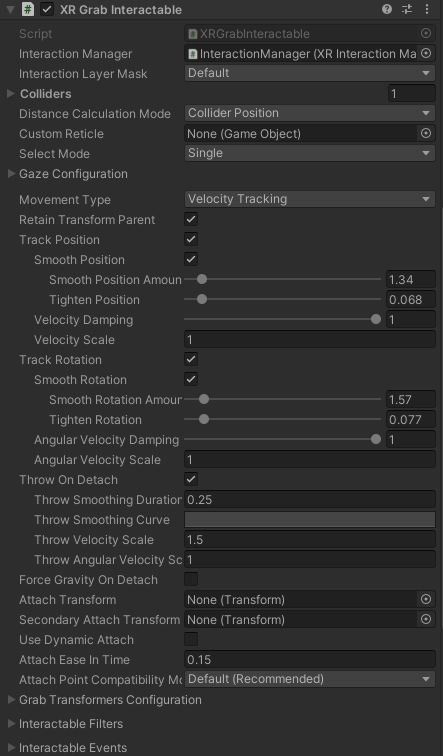 XR Grab Interactable
Script XRGrabInteractable
Interaction Manager InteractionManager (XR Interaction Ma
Interaction Layer Mask Default
Colliders 1
Distance Calculation Mode Collider Position
Custom Reticle None (Game Object)
Select Mode Single
Gaze Configuration
Movement Type Velocity Tracking
Retain Transform Parent
Track Position
Smooth Position
Smooth Position Amoun 1.34
Tighten Position 0.068
Velocity Damping 1
Velocity Scale 1
Track Rotation
Smooth Rotation
Smooth Rotation Amour 1.57
Tighten Rotation 0.077
Angular Velocity Damping 1
Angular Velocity Scale 1
Throw On Detach
Throw Smoothing Duration 0.25
Throw Smoothing Curve
Throw Velocity Scale 1.5
Throw Angular Velocity Sc 1
Force Gravity On Detach
Attach Transform None (Transform)
Secondary Attach Transform None (Transform)
Use Dynamic Attach
Attach Ease In Time 0.15
Attach Point Compatibility Mo Default (Recommended)
Grab Transformers Configuration
Interactable Filters
Interactable Events